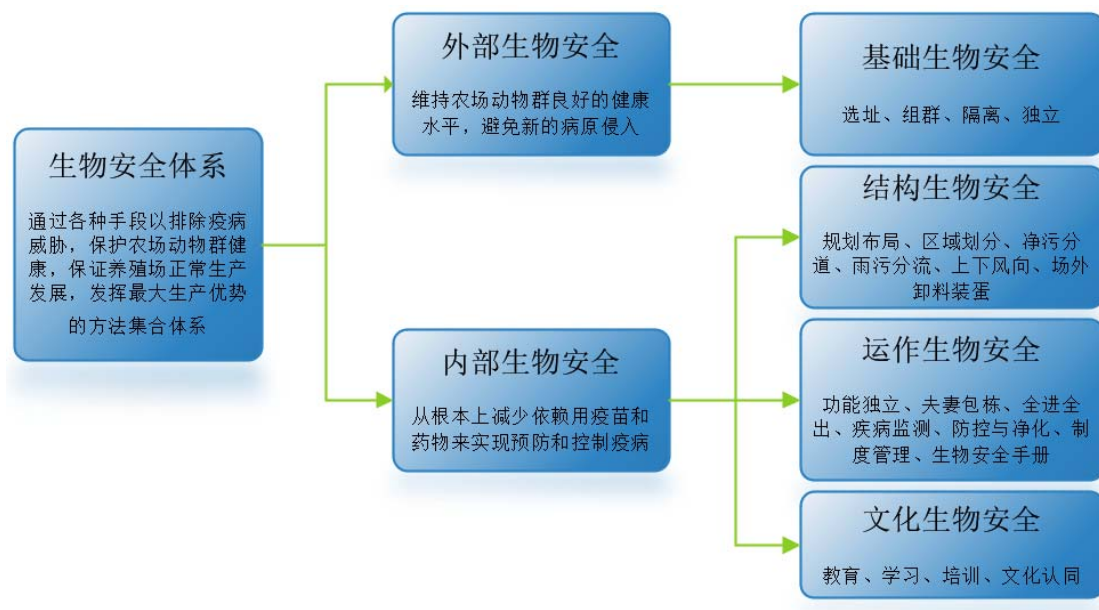 生物安全体系
通过各种手段以排除疫病
威胁，保护农场动物群健
康，保证养殖场正常生产
发展，发挥最大生产优势
的方法集合体系
外部生物安全
维持农场动物群良好的健康
水平，避免新的病原侵入
内部生物安全
从根本上减少依赖用疫苗和
药物来实现预防和控制疫病
基础生物安全
选址、组群、隔离、独立
结构生物安全
规划布局、区域划分、净污分
道、雨污分流、上下风向、场外
卸料装蛋
运作生物安全
功能独立、夫妻包栋、全进全
出、疾病监测、防控与净化、制
度管理、生物安全手册
文化生物安全
教育、学习、培训、文化认同